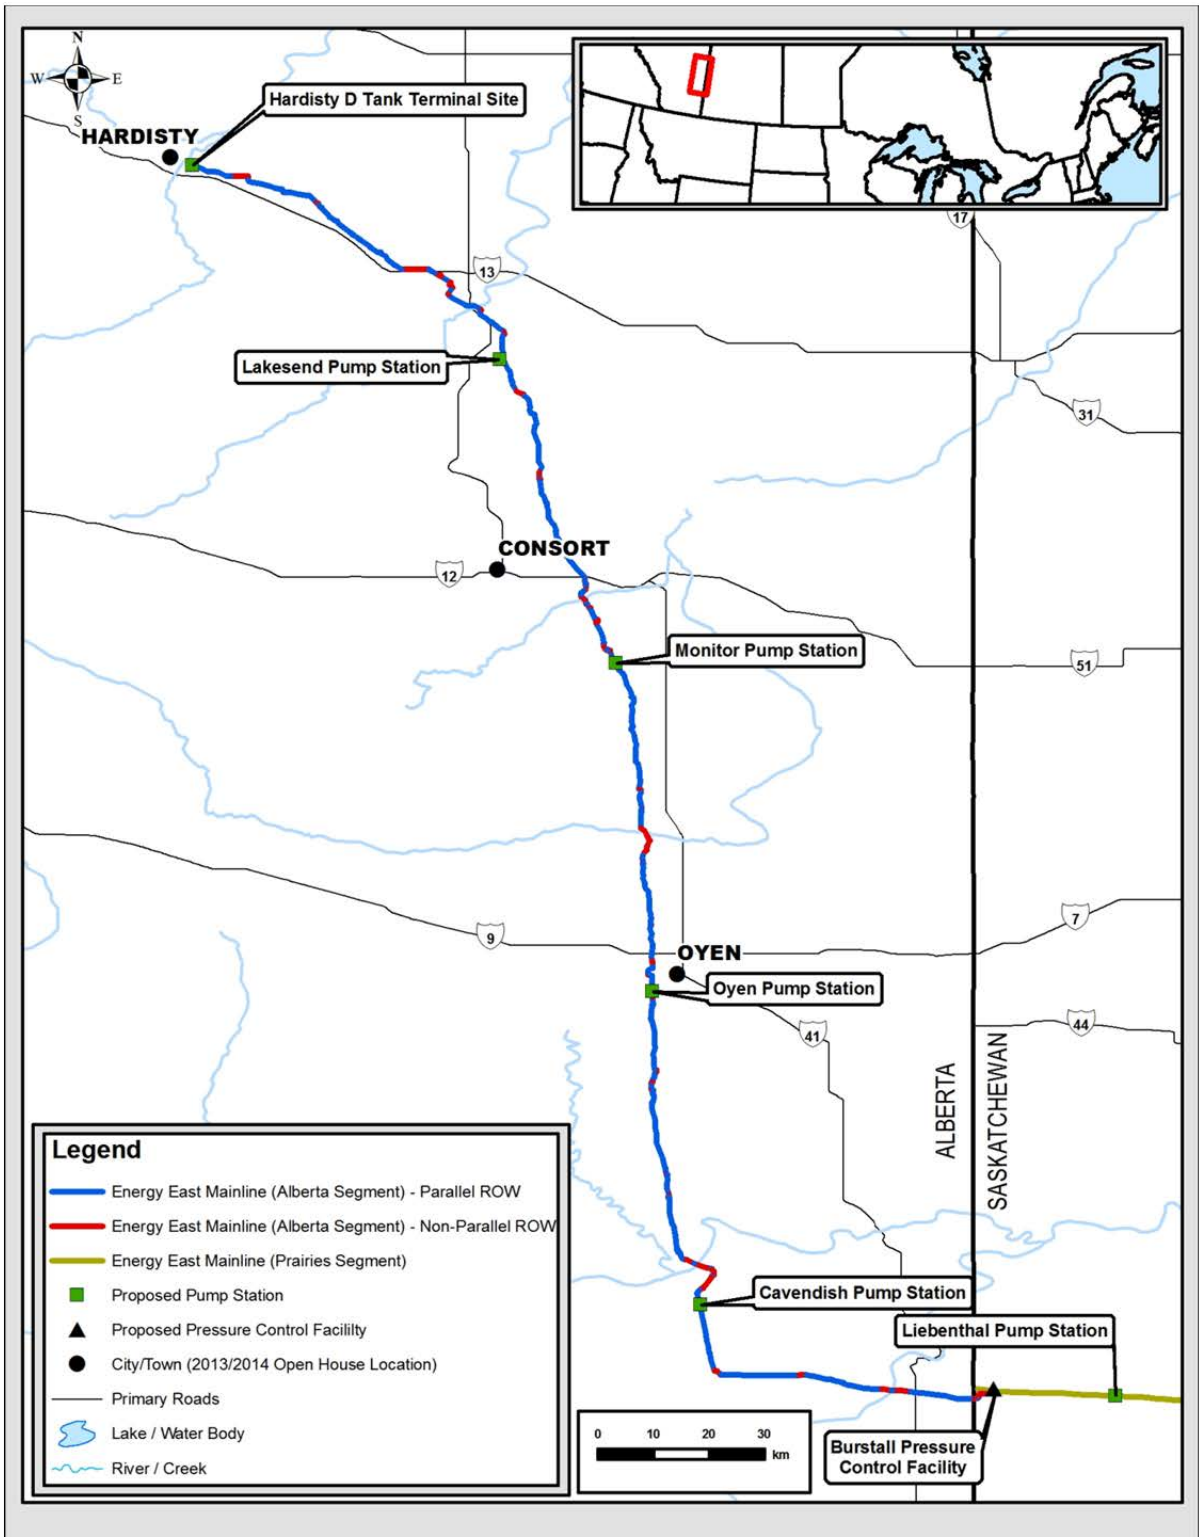 N
W
E
S
Hardisty D Tank Terminal Site
HARDISTY
17
13
Lakesend Pump Station
31
CONSORT
12
Monitor Pump Station
51
7
9
OYEN
Oyen Pump Station
44
41
ALBERTA
SASKATCHEWAN
Legend
Energy East Mainline (Alberta Segment) - Parallel ROW
Energy East Mainline (Alberta Segment) - Non-Parallel ROW
Energy East Mainline (Prairies Segment)
Proposed Pump Station
Proposed Pressure Control Facililty
City/Town (2013/2014 Open House Location)
Primary Roads
Lake / Water Body
River / Creek
Cavendish Pump Station
Liebenthal Pump Station
0 10 20 30
km
Burstall Pressure
Control Facility